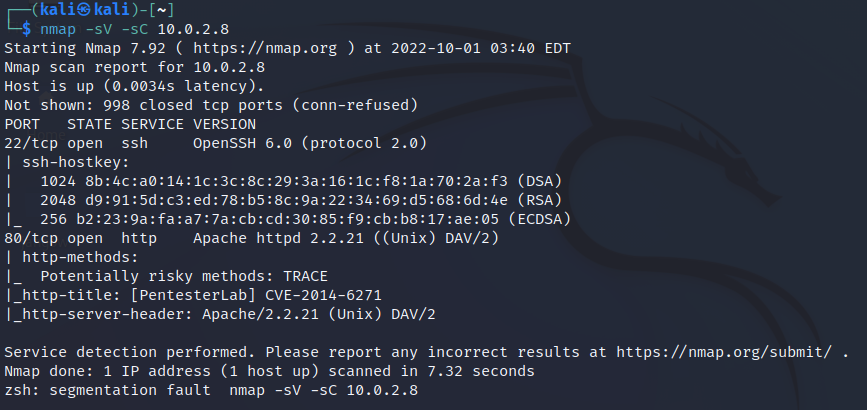 ┌──(kali㉿kali)-[~]
└─$ nmap -sV -sC 10.0.2.8
Starting Nmap 7.92 ( https://nmap.org ) at 2022-10-01 03:40 EDT
Nmap scan report for 10.0.2.8
Host is up (0.0034s latency).
Not shown: 998 closed tcp ports (conn-refused)
PORT   STATE SERVICE VERSION
22/tcp open  ssh     OpenSSH 6.0 (protocol 2.0)
| ssh-hostkey:
|   1024 8b:4c:a0:14:1c:3c:8c:29:3a:16:1c:f8:1a:70:2a:f3 (DSA)
|   2048 d9:91:5d:c3:ed:78:b5:8c:9a:22:34:69:d5:68:6d:4e (RSA)
|_  256 b2:23:9a:fa:a7:7a:cb:cd:30:85:f9:cb:b8:17:ae:05 (ECDSA)
80/tcp open  http    Apache httpd 2.2.21 ((Unix) DAV/2)
| http-methods:
|_  Potentially risky methods: TRACE
|_http-title: [PentesterLab] CVE-2014-6271
|_http-server-header: Apache/2.2.21 (Unix) DAV/2

Service detection performed. Please report any incorrect results at https://nmap.org/submit/ .
Nmap done: 1 IP address (1 host up) scanned in 7.32 seconds
zsh: segmentation fault  nmap -sV -sC 10.0.2.8